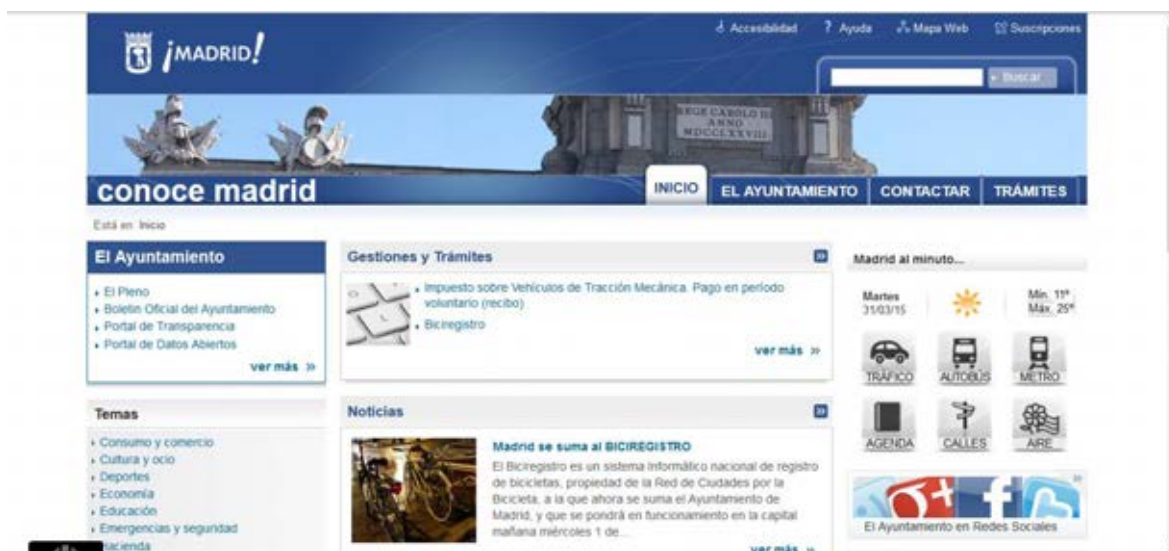 Accesibilidad ? Ayuda Mapa Web Suscripciones
¡MADRID!
Buscar
REGE CAROLO III
ANNO
MDCCLXXVIII
conoce madrid
INICIO EL AYUNTAMIENTO CONTACTAR TRÁMITES
Está en: Inicio
El Ayuntamiento
El Pleno
Boletín Oficial del Ayuntamiento
Portal de Transparencia
Portal de Datos Abiertos
ver más »
Temas
Consumo y comercio
Cultura y ocio
Deportes
Economía
Educación
Emergencias y seguridad
Hacienda
Gestiones y Trámites
Impuesto sobre Vehículos de Tracción Mecánica. Pago en período
voluntario (recibo)
Biciregistro
ver más »
Noticias
Madrid se suma al BICIREGISTRO
El Biciregistro es un sistema informático nacional de registro
de bicicletas, propiedad de la Red de Ciudades por la
Bicicleta, a la que ahora se suma el Ayuntamiento de
Madrid, y que se pondrá en funcionamiento en la capital
mañana miércoles 1 de...
ver más »
Madrid al minuto...
Martes
31/03/15
Mín. 11º
Máx. 25º
TRÁFICO AUTOBÚS METRO
AGENDA CALLES AIRE
El Ayuntamiento en Redes Sociales